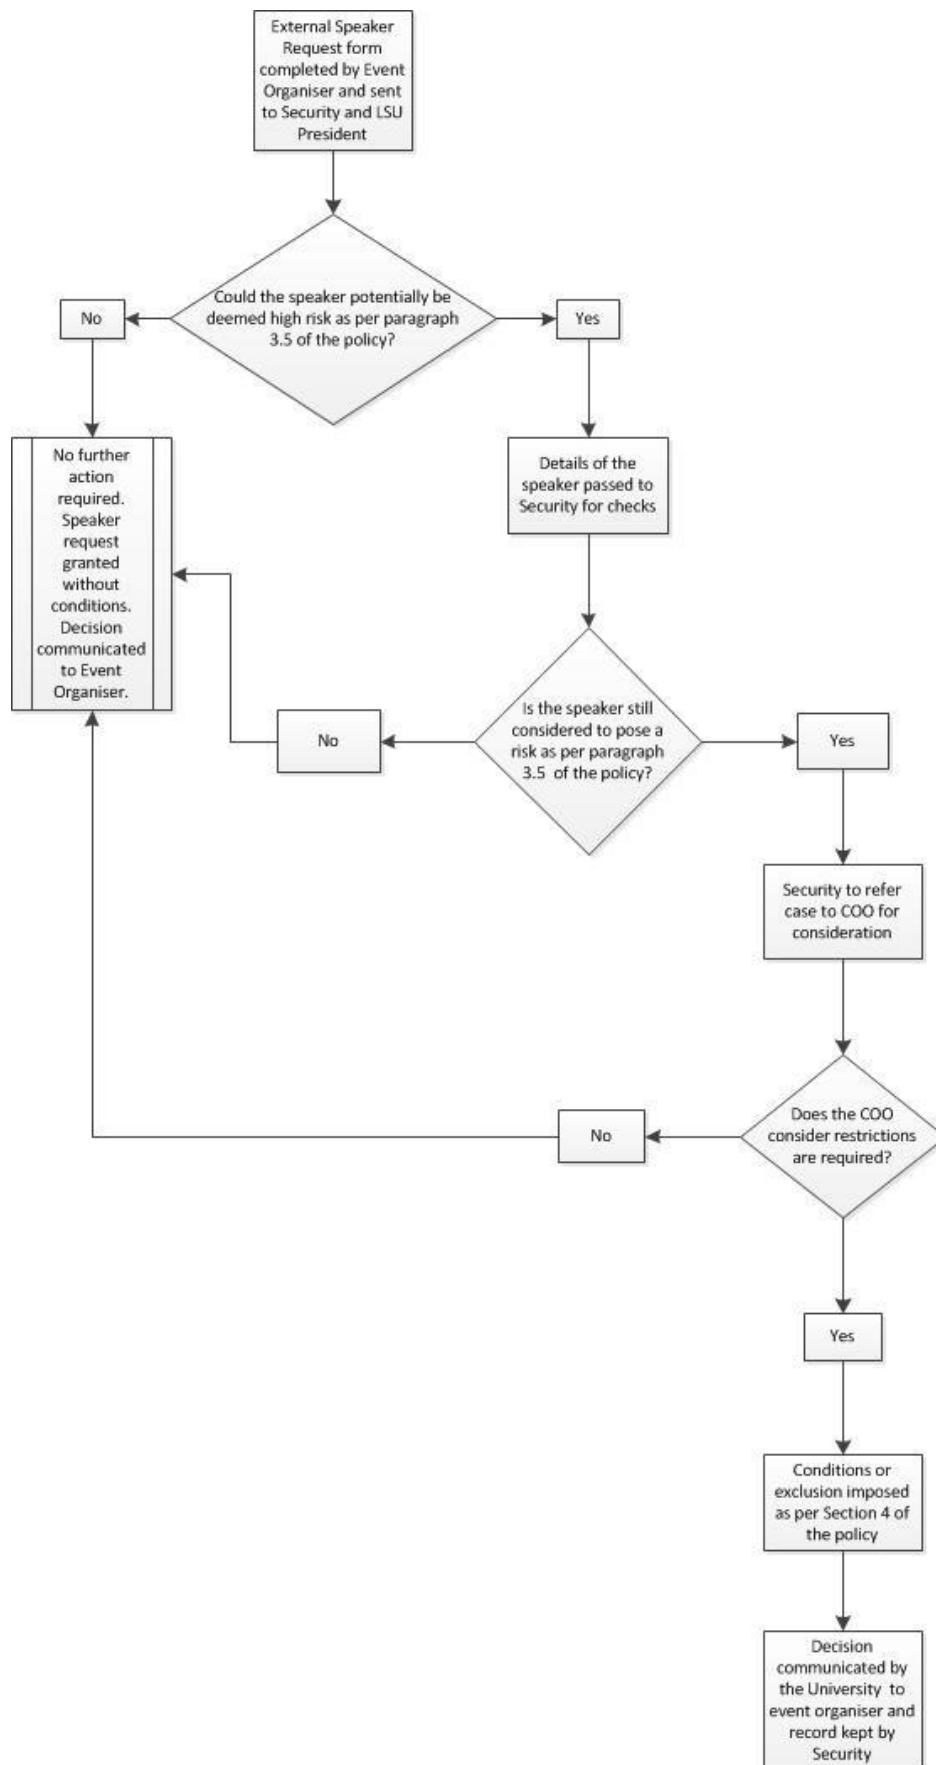 External Speaker
Request form
completed by Event
Organiser and sent
to Security and LSU
President
Could the speaker potentially be
deemed high risk as per paragraph
3.5 of the policy?
No
Yes
No further
action
required.
Speaker
request
granted
without
conditions.
Decision
communicated
to Event
Organiser.
Details of the
speaker passed to
Security for checks
Is the speaker still
considered to pose a
risk as per paragraph
3.5 of the policy?
No
Yes
Security to refer
case to COO for
consideration
Does the COO
consider restrictions
are required?
No
Yes
Conditions or
exclusion imposed
as per Section 4 of
the policy
Decision
communicated by
the University to
event organiser and
record kept by
Security